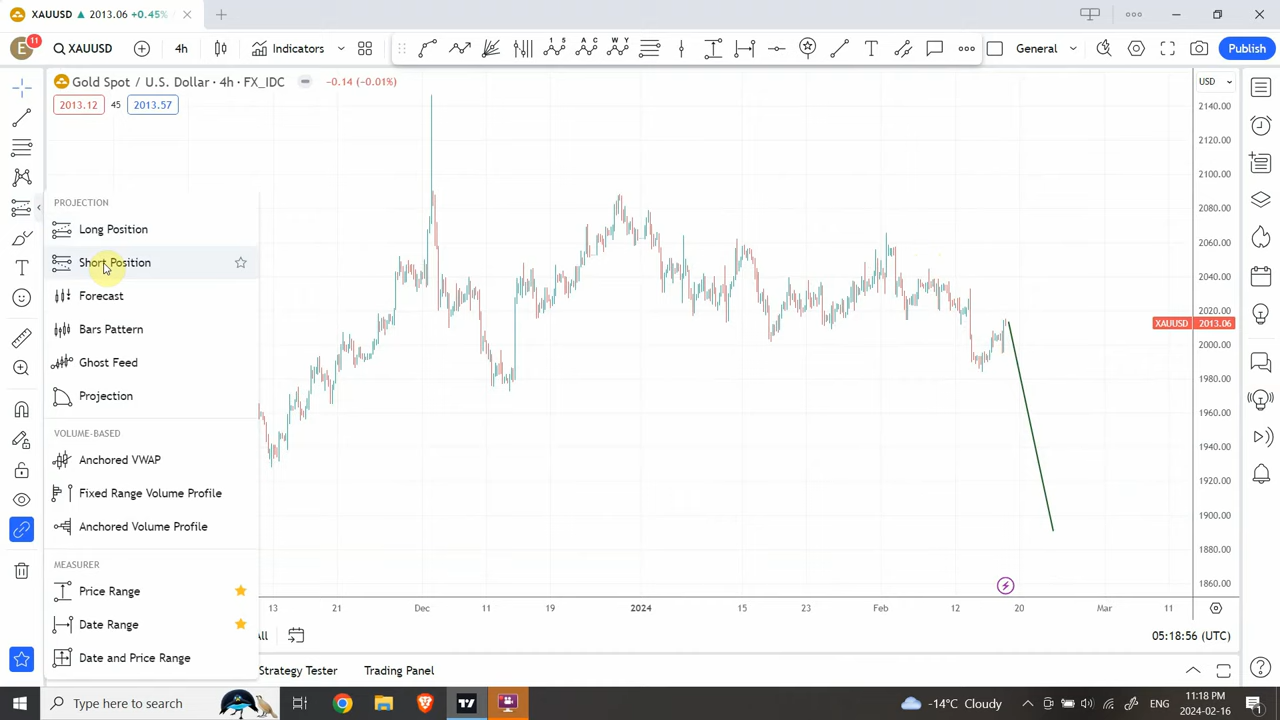 XAUUSD ▲ 2013.06 +0.45%
E 11 XAUUSD 4h Indicators General Publish
Gold Spot / U.S. Dollar · 4h · FX_IDC −0.14 (−0.01%)
2013.12 45 2013.57
USD
2140.00
2120.00
2100.00
2080.00
2060.00
2040.00
2020.00
XAUUSD 2013.06
2000.00
1980.00
1960.00
1940.00
1920.00
1900.00
1880.00
1860.00
PROJECTION
Long Position
Short Position
Forecast
Bars Pattern
Ghost Feed
Projection
VOLUME-BASED
Anchored VWAP
Fixed Range Volume Profile
Anchored Volume Profile
MEASURER
Price Range
Date Range
Date and Price Range
13 21 Dec 11 19 2024 15 23 Feb 12 20 Mar 11
All
05:18:56 (UTC)
Strategy Tester Trading Panel
Type here to search
-14°C Cloudy ENG
11:18 PM
2024-02-16
1